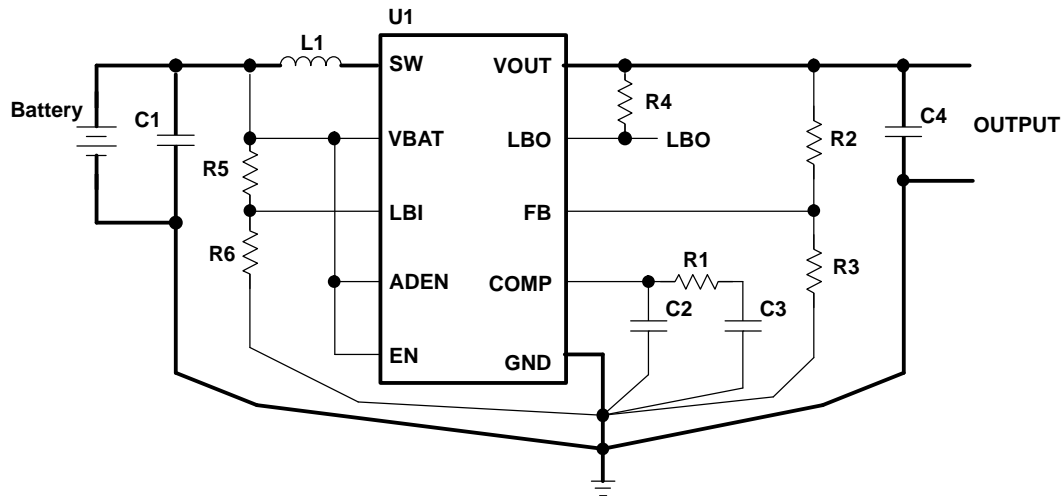 U1
L1
SW
VOUT
Battery
C1
R4
C4
OUTPUT
VBAT
LBO
LBO
R2
R5
LBI
FB
R6
R1
R3
ADEN
COMP
C2
C3
EN
GND